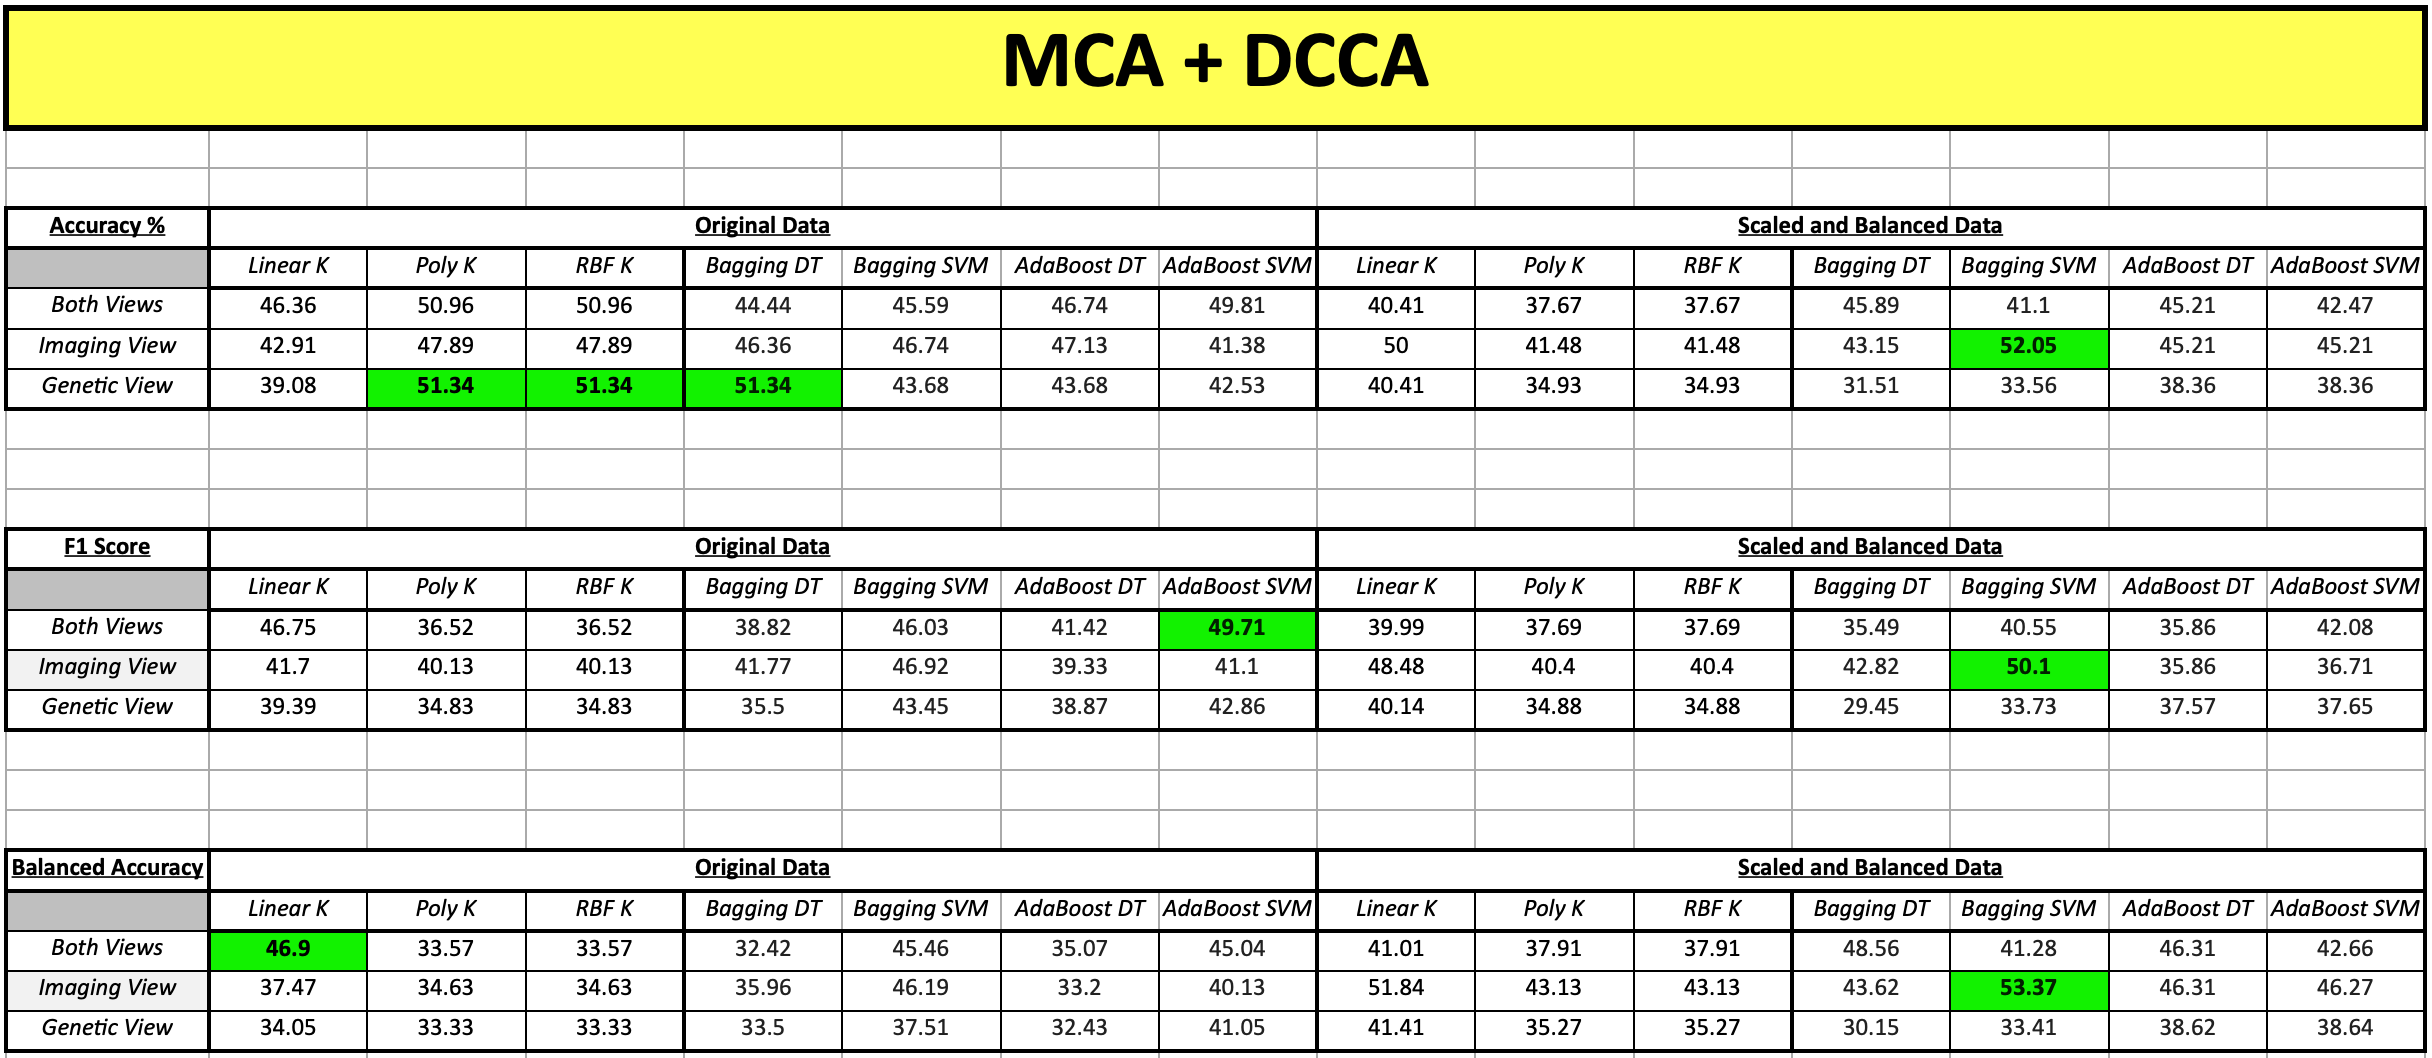 MCA + DCCA
Accuracy % Original Data Scaled and Balanced Data
Linear K Poly K RBF K Bagging DT Bagging SVM AdaBoost DT AdaBoost SVM Linear K Poly K RBF K Bagging DT Bagging SVM AdaBoost DT AdaBoost SVM
Both Views 46.36 50.96 50.96 44.44 45.59 46.74 49.81 40.41 37.67 37.67 45.89 41.1 45.21 42.47
Imaging View 42.91 47.89 47.89 46.36 46.74 47.13 41.38 50 41.48 41.48 43.15 52.05 45.21 45.21
Genetic View 39.08 51.34 51.34 51.34 43.68 43.68 42.53 40.41 34.93 34.93 31.51 33.56 38.36 38.36
F1 Score Original Data Scaled and Balanced Data
Linear K Poly K RBF K Bagging DT Bagging SVM AdaBoost DT AdaBoost SVM Linear K Poly K RBF K Bagging DT Bagging SVM AdaBoost DT AdaBoost SVM
Both Views 46.75 36.52 36.52 38.82 46.03 41.42 49.71 39.99 37.69 37.69 35.49 40.55 35.86 42.08
Imaging View 41.7 40.13 40.13 41.77 46.92 39.33 41.1 48.48 40.4 40.4 42.82 50.1 35.86 36.71
Genetic View 39.39 34.83 34.83 35.5 43.45 38.87 42.86 40.14 34.88 34.88 29.45 33.73 37.57 37.65
Balanced Accuracy Original Data Scaled and Balanced Data
Linear K Poly K RBF K Bagging DT Bagging SVM AdaBoost DT AdaBoost SVM Linear K Poly K RBF K Bagging DT Bagging SVM AdaBoost DT AdaBoost SVM
Both Views 46.9 33.57 33.57 32.42 45.46 35.07 45.04 41.01 37.91 37.91 48.56 41.28 46.31 42.66
Imaging View 37.47 34.63 34.63 35.96 46.19 33.2 40.13 51.84 43.13 43.13 43.62 53.37 46.31 46.27
Genetic View 34.05 33.33 33.33 33.5 37.51 32.43 41.05 41.41 35.27 35.27 30.15 33.41 38.62 38.64